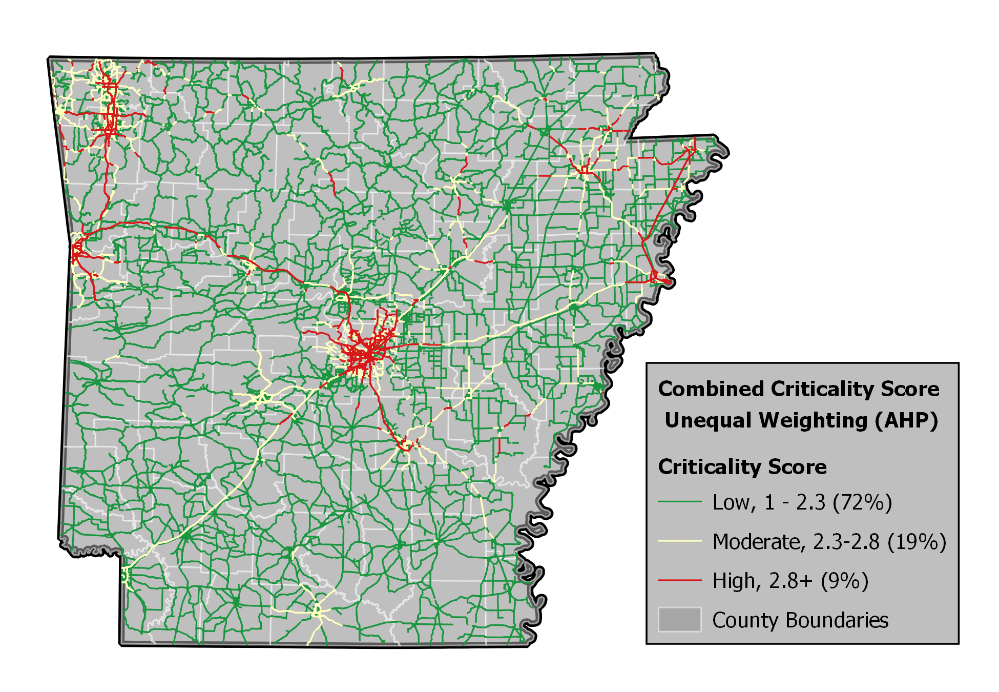 Combined Criticality Score
Unequal Weighting (AHP)
Criticality Score
Low, 1 - 2.3 (72%)
Moderate, 2.3-2.8 (19%)
High, 2.8+ (9%)
County Boundaries